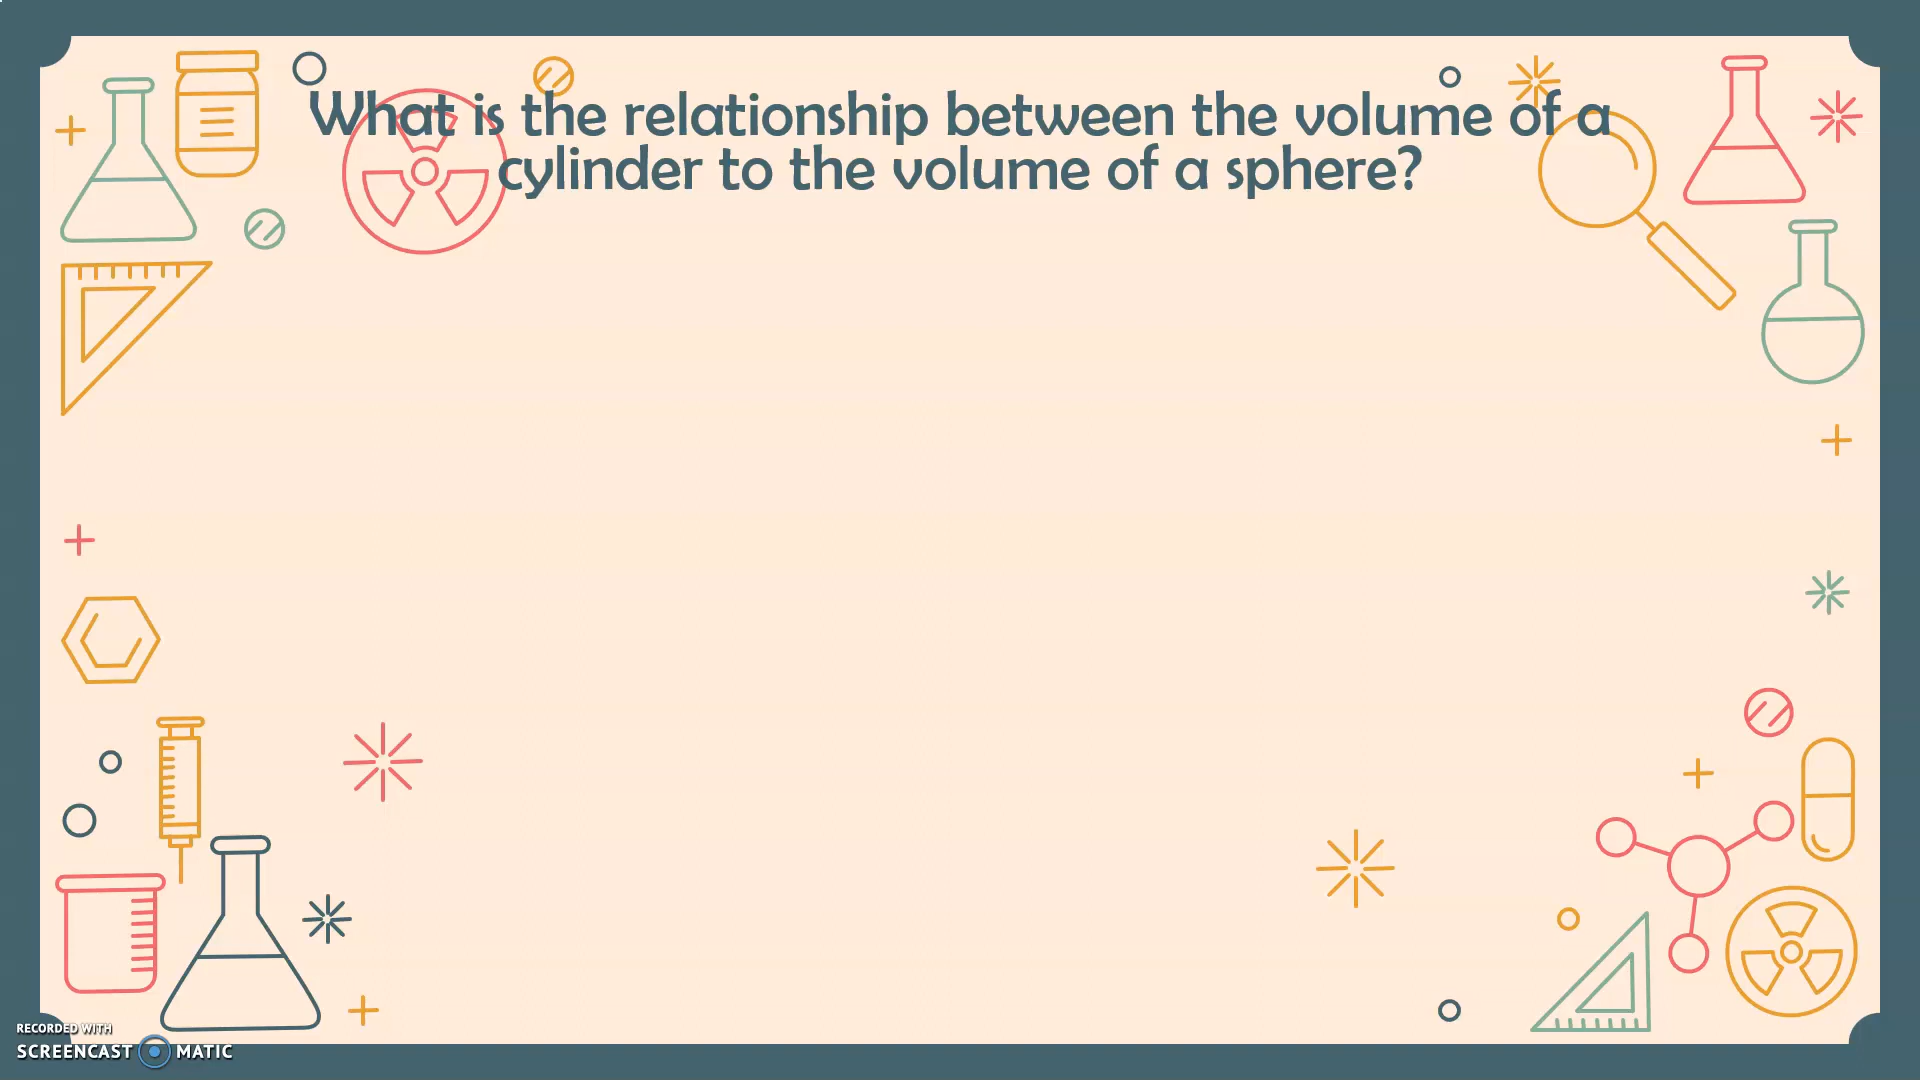 What is the relationship between the volume of a
cylinder to the volume of a sphere?
RECORDED WITH
SCREENCAST MATIC